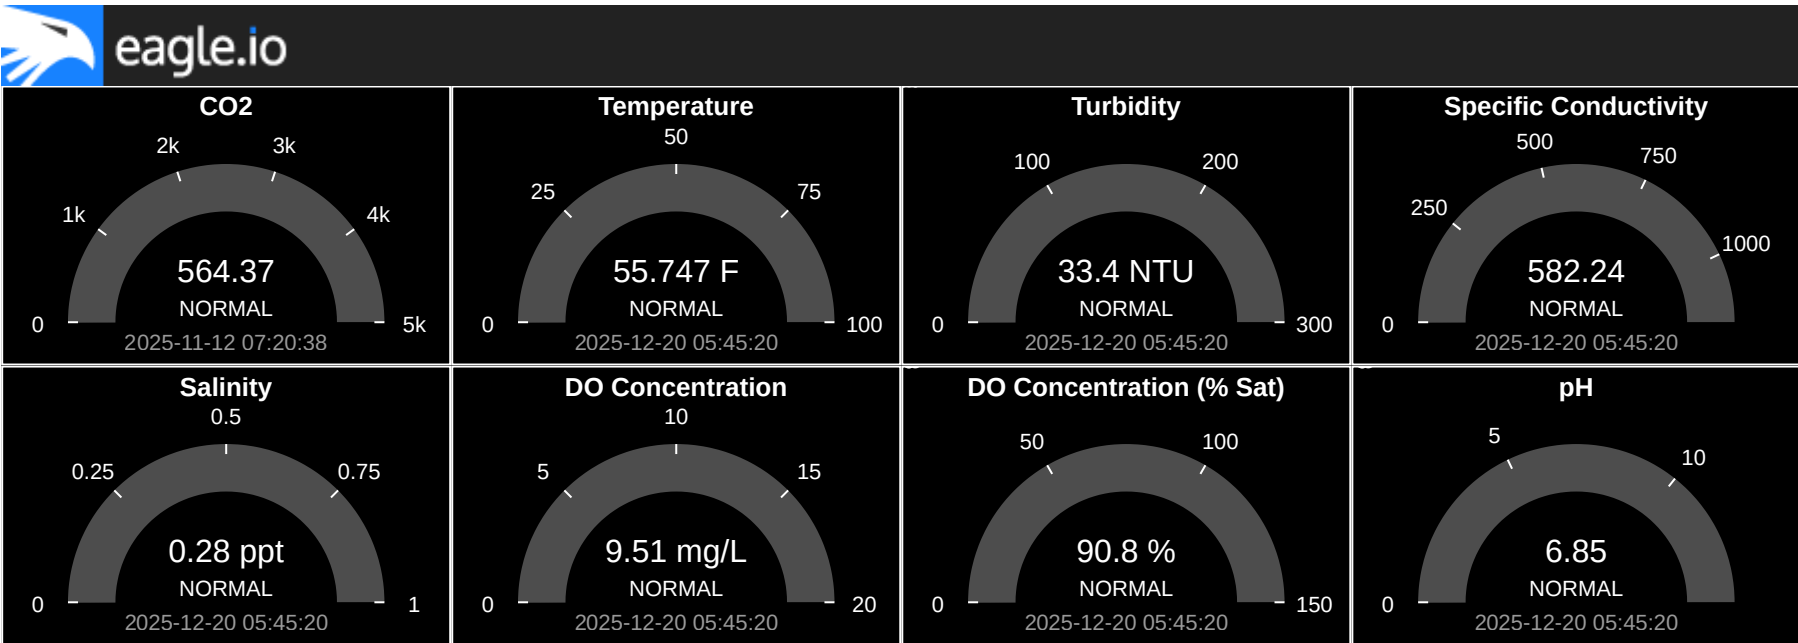 eagle.io
CO2
2k 3k
1k 4k
564.37
NORMAL
0 5k
2025-11-12 07:20:38
Temperature
50
25 75
55.747 F
NORMAL
0 100
2025-12-20 05:45:20
Turbidity
100 200
33.4 NTU
NORMAL
0 300
2025-12-20 05:45:20
Specific Conductivity
500
750
250
1000
582.24
NORMAL
0
2025-12-20 05:45:20
Salinity
0.5
0.25 0.75
0.28 ppt
NORMAL
0 1
2025-12-20 05:45:20
DO Concentration
10
5 15
9.51 mg/L
NORMAL
0 20
2025-12-20 05:45:20
DO Concentration (% Sat)
50 100
90.8 %
NORMAL
0 150
2025-12-20 05:45:20
pH
5
10
6.85
NORMAL
0
2025-12-20 05:45:20